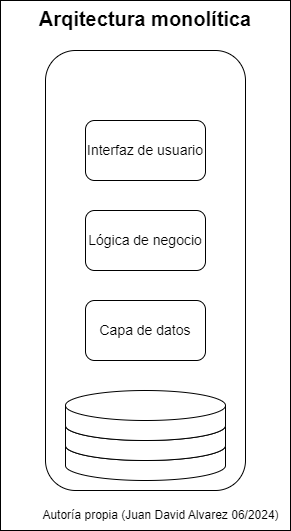 Arqitectura monolítica
Interfaz de usuario
Lógica de negocio
Capa de datos
Autoría propia (Juan David Alvarez 06/2024)